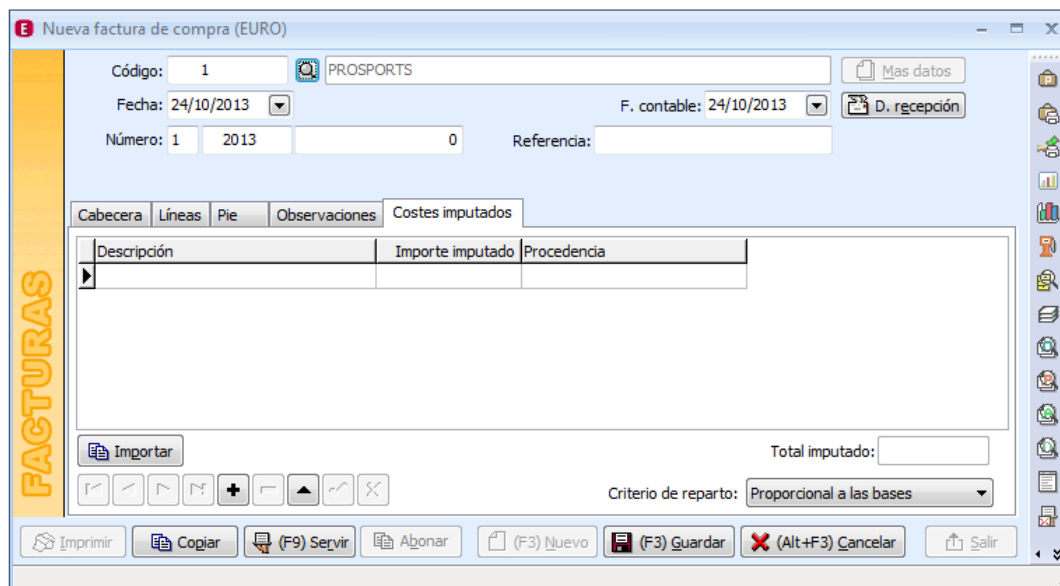 Nueva factura de compra (EURO)
Código: 1 PROSPORTS Mas datos
Fecha: 24/10/2013 F. contable: 24/10/2013 D. recepción
Número: 1 2013 0 Referencia:
Cabecera Líneas Pie Observaciones Costes imputados
Descripción Importe imputado Procedencia
FACTURAS
Importar Total imputado:
Criterio de reparto: Proporcional a las bases
Imprimir Copiar (F9) Servir Abonar (F3) Nuevo (F3) Guardar (Alt+F3) Cancelar Salir